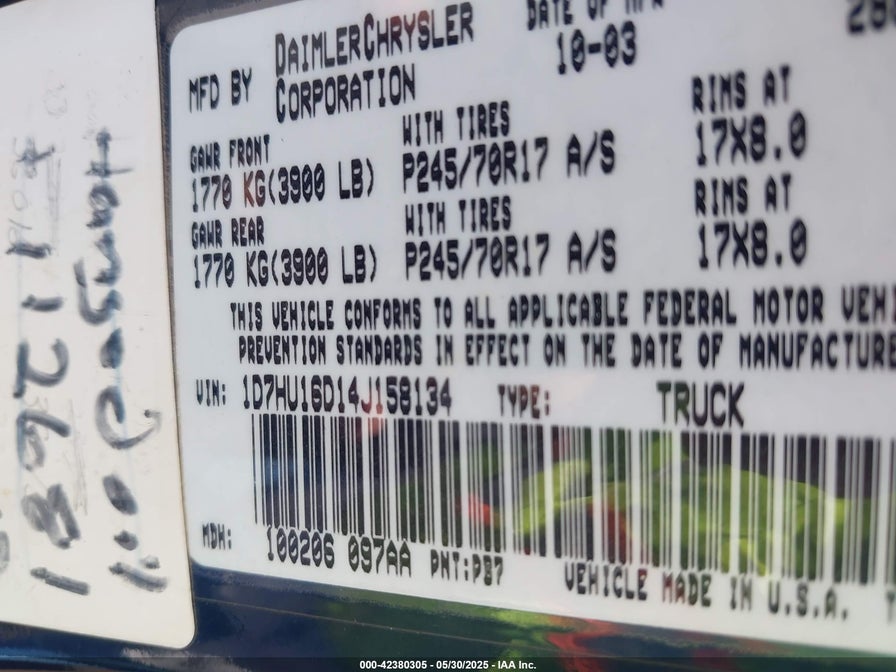 MFD BY DAIMLERCHRYSLER CORPORATION
DATE OF MFR
10-03
GAWR FRONT WITH TIRES RIMS AT
1770 KG(3900 LB) P245/70R17 A/S 17X8.0
GAWR REAR WITH TIRES RIMS AT
1770 KG(3900 LB) P245/70R17 A/S 17X8.0
THIS VEHICLE CONFORMS TO ALL APPLICABLE FEDERAL MOTOR VEHI
PREVENTION STANDARDS IN EFFECT ON THE DATE OF MANUFACTURE
VIN: 1D7HU16D14J158134 TYPE: TRUCK
MDH: 100206 097AA PNT:PB7 VEHICLE MADE IN U.S.A.
000-42380305 - 05/30/2025 - IAA Inc.